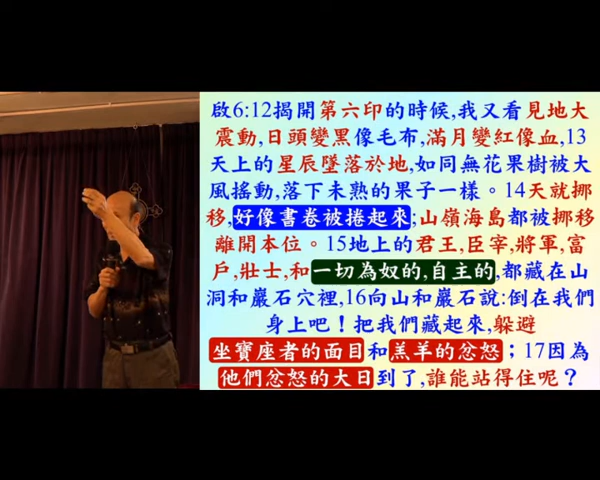 啟6:12揭開第六印的時候,我又看見地大
震動,日頭變黑像毛布,滿月變紅像血,13
天上的星辰墜落於地,如同無花果樹被大
風搖動,落下未熟的果子一樣。14天就挪
移,好像書卷被捲起來;山嶺海島都被挪移
離開本位。15地上的君王,臣宰,將軍,富
戶,壯士,和一切為奴的,自主的,都藏在山
洞和巖石穴裡,16向山和巖石說:倒在我們
身上吧！把我們藏起來,躲避
坐寶座者的面目和羔羊的忿怒；17因為
他們忿怒的大日到了,誰能站得住呢？